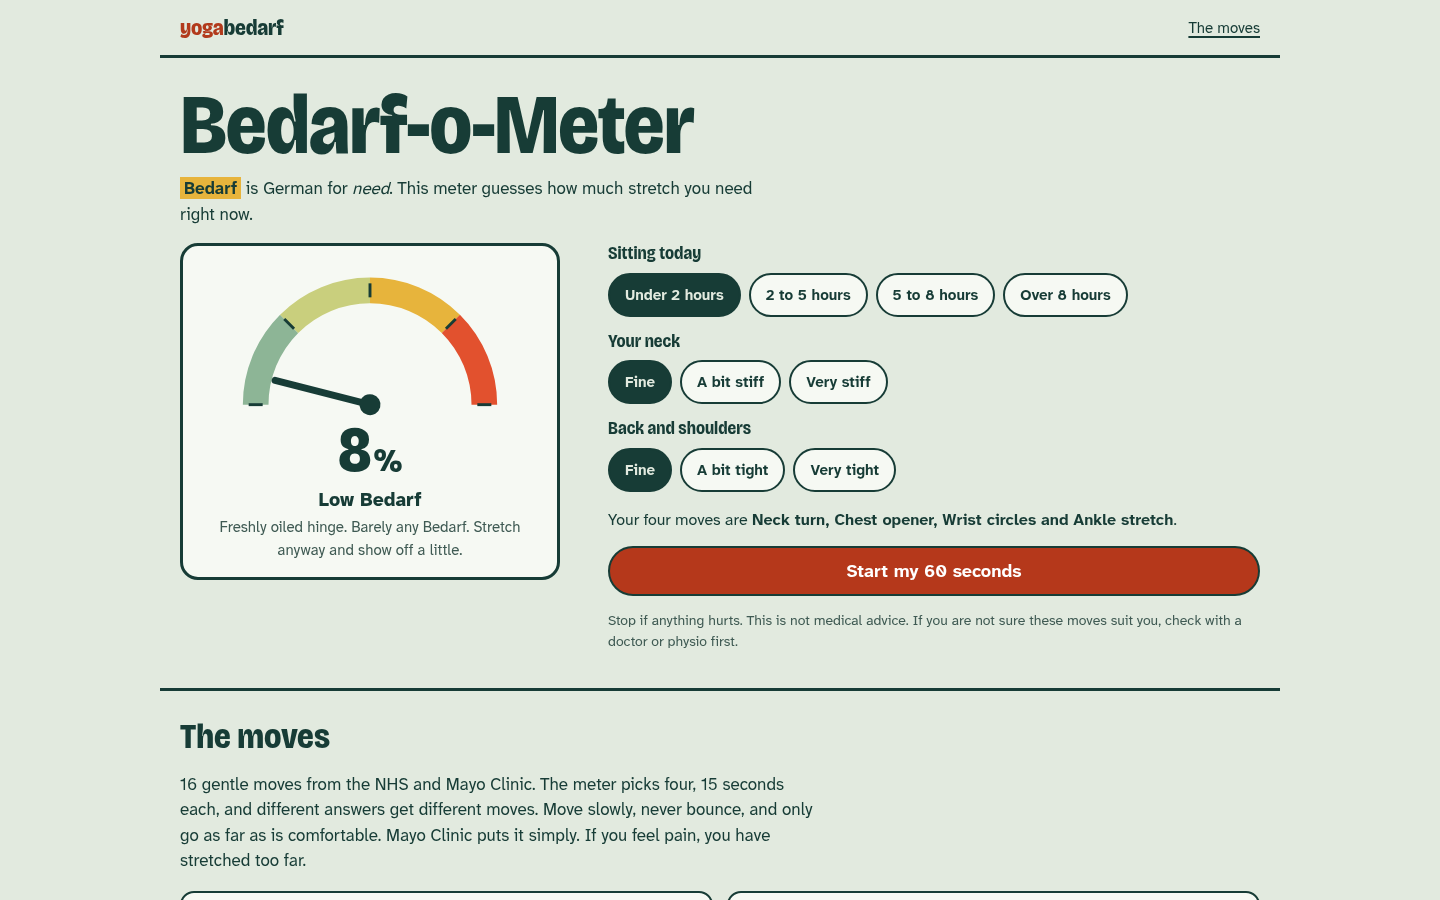 yogabedarf
The moves
Bedarf-o-Meter
Bedarf is German for need. This meter guesses how much stretch you need
right now.
8%
Low Bedarf
Freshly oiled hinge. Barely any Bedarf. Stretch
anyway and show off a little.
Sitting today
Under 2 hours
2 to 5 hours
5 to 8 hours
Over 8 hours
Your neck
Fine
A bit stiff
Very stiff
Back and shoulders
Fine
A bit tight
Very tight
Your four moves are Neck turn, Chest opener, Wrist circles and Ankle stretch.
Start my 60 seconds
Stop if anything hurts. This is not medical advice. If you are not sure these moves suit you, check with a
doctor or physio first.
The moves
16 gentle moves from the NHS and Mayo Clinic. The meter picks four, 15 seconds
each, and different answers get different moves. Move slowly, never bounce, and only
go as far as is comfortable. Mayo Clinic puts it simply. If you feel pain, you have
stretched too far.